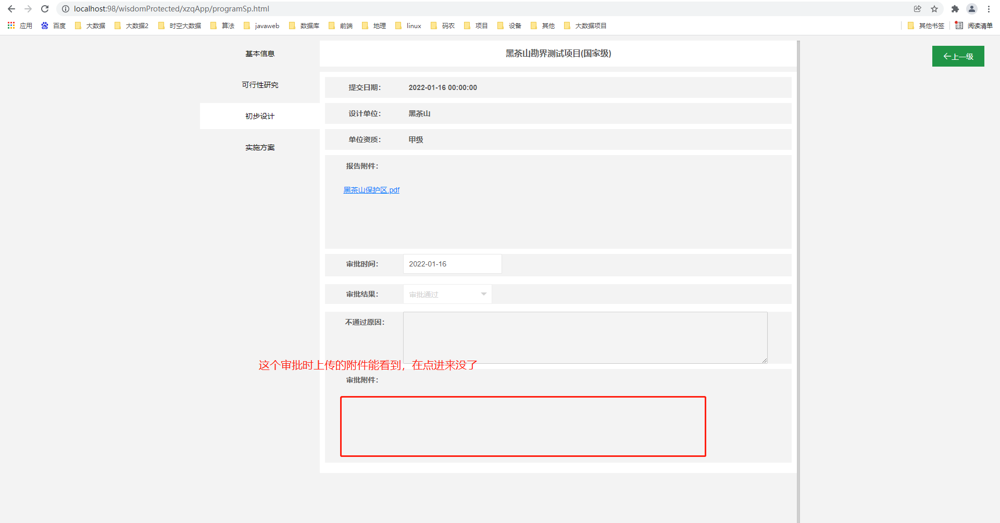 localhost:98/wisdomProtected/xzqApp/programSp.html
应用 百度 大数据 大数据2 时空大数据 算法 javaweb 数据库 前端 地理 linux 码农 项目 设备 其他 大数据项目 其他书签 阅读清单
基本信息
可行性研究
初步设计
实施方案
黑茶山勘界测试项目(国家级)
←上一级
提交日期： 2022-01-16 00:00:00
设计单位： 黑茶山
单位资质： 甲级
报告附件：
黑茶山保护区.pdf
审批时间： 2022-01-16
审批结果： 审批通过
不通过原因：
这个审批时上传的附件能看到，在点进来没了
审批附件：